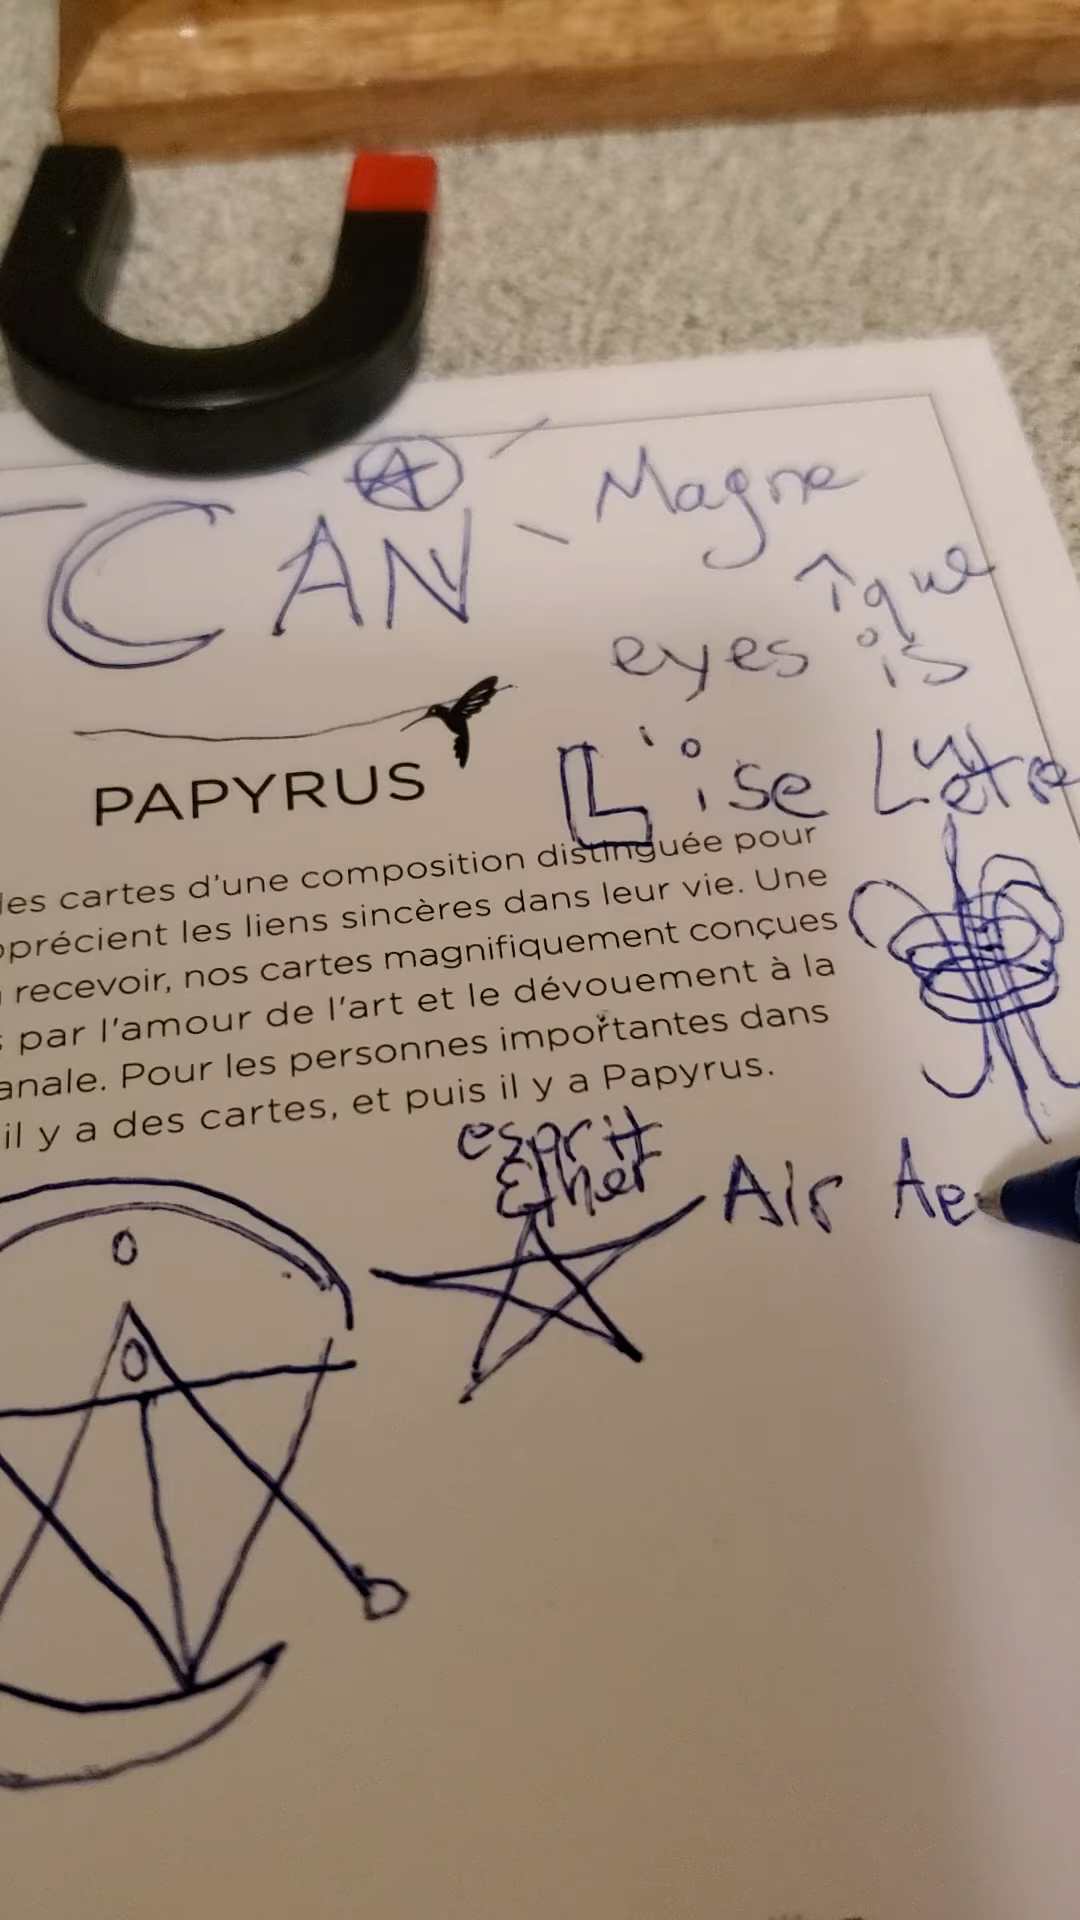 CAN
Magne
îque
eyes is
L'ise Lwtre
PAPYRUS
des cartes d'une composition distinguée pour
pprécient les liens sincères dans leur vie. Une
recevoir, nos cartes magnifiquement conçues
s par l'amour de l'art et le dévouement à la
anale. Pour les personnes importantes dans
il y a des cartes, et puis il y a Papyrus.
esprit
Ether
Air Ae
O
O